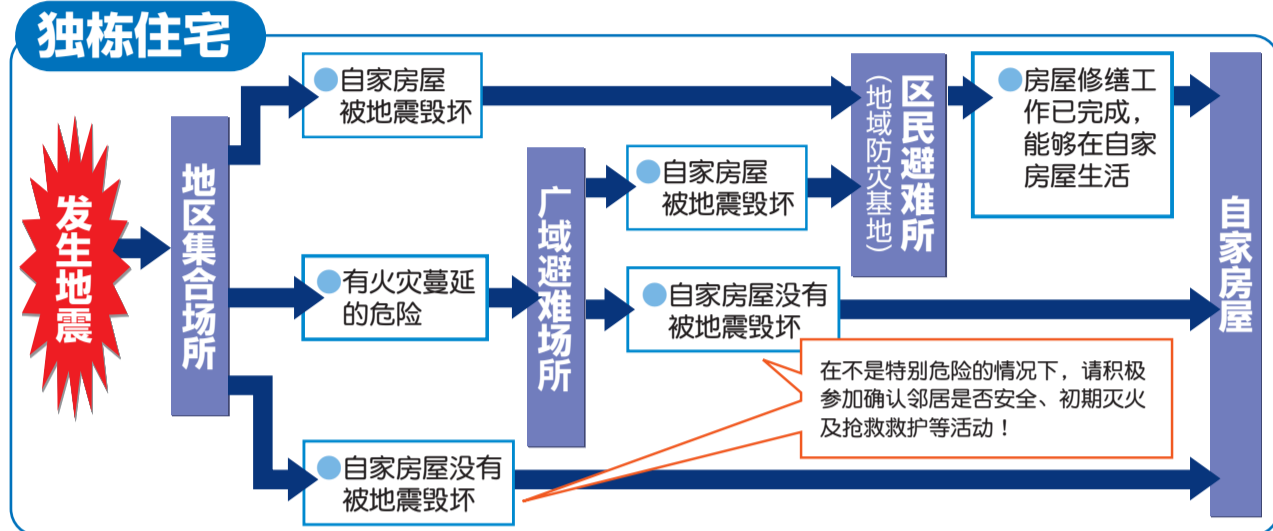 独栋住宅
发生地震
地区集合场所
●自家房屋
被地震毁坏
●有火灾蔓延
的危险
●自家房屋没有
被地震毁坏
广域避难场所
●自家房屋
被地震毁坏
●自家房屋没有
被地震毁坏
区民避难所
(地域防灾基地)
●房屋修缮工
作已完成，
能够在自家
房屋生活
自家房屋
在不是特别危险的情况下，请积极
参加确认邻居是否安全、初期灭火
及抢救救护等活动！